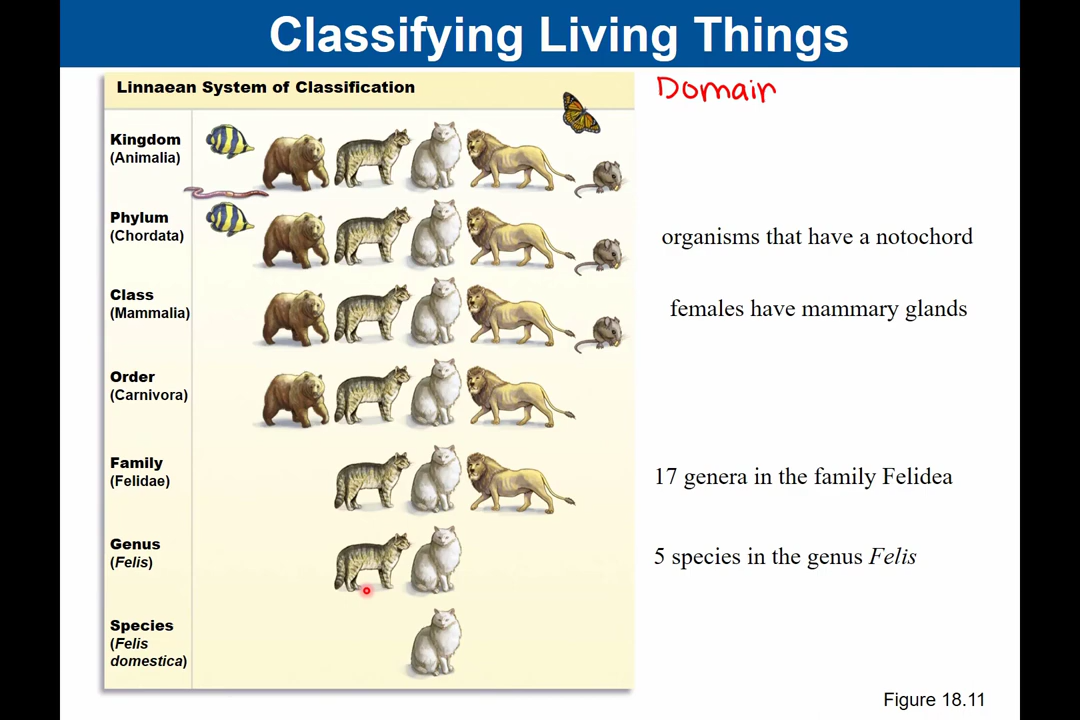 Classifying Living Things
Linnaean System of Classification
Domain
Kingdom
(Animalia)
Phylum
(Chordata)
organisms that have a notochord
Class
(Mammalia)
females have mammary glands
Order
(Carnivora)
Family
(Felidae)
17 genera in the family Felidea
Genus
(Felis)
5 species in the genus Felis
Species
(Felis
domestica)
Figure 18.11